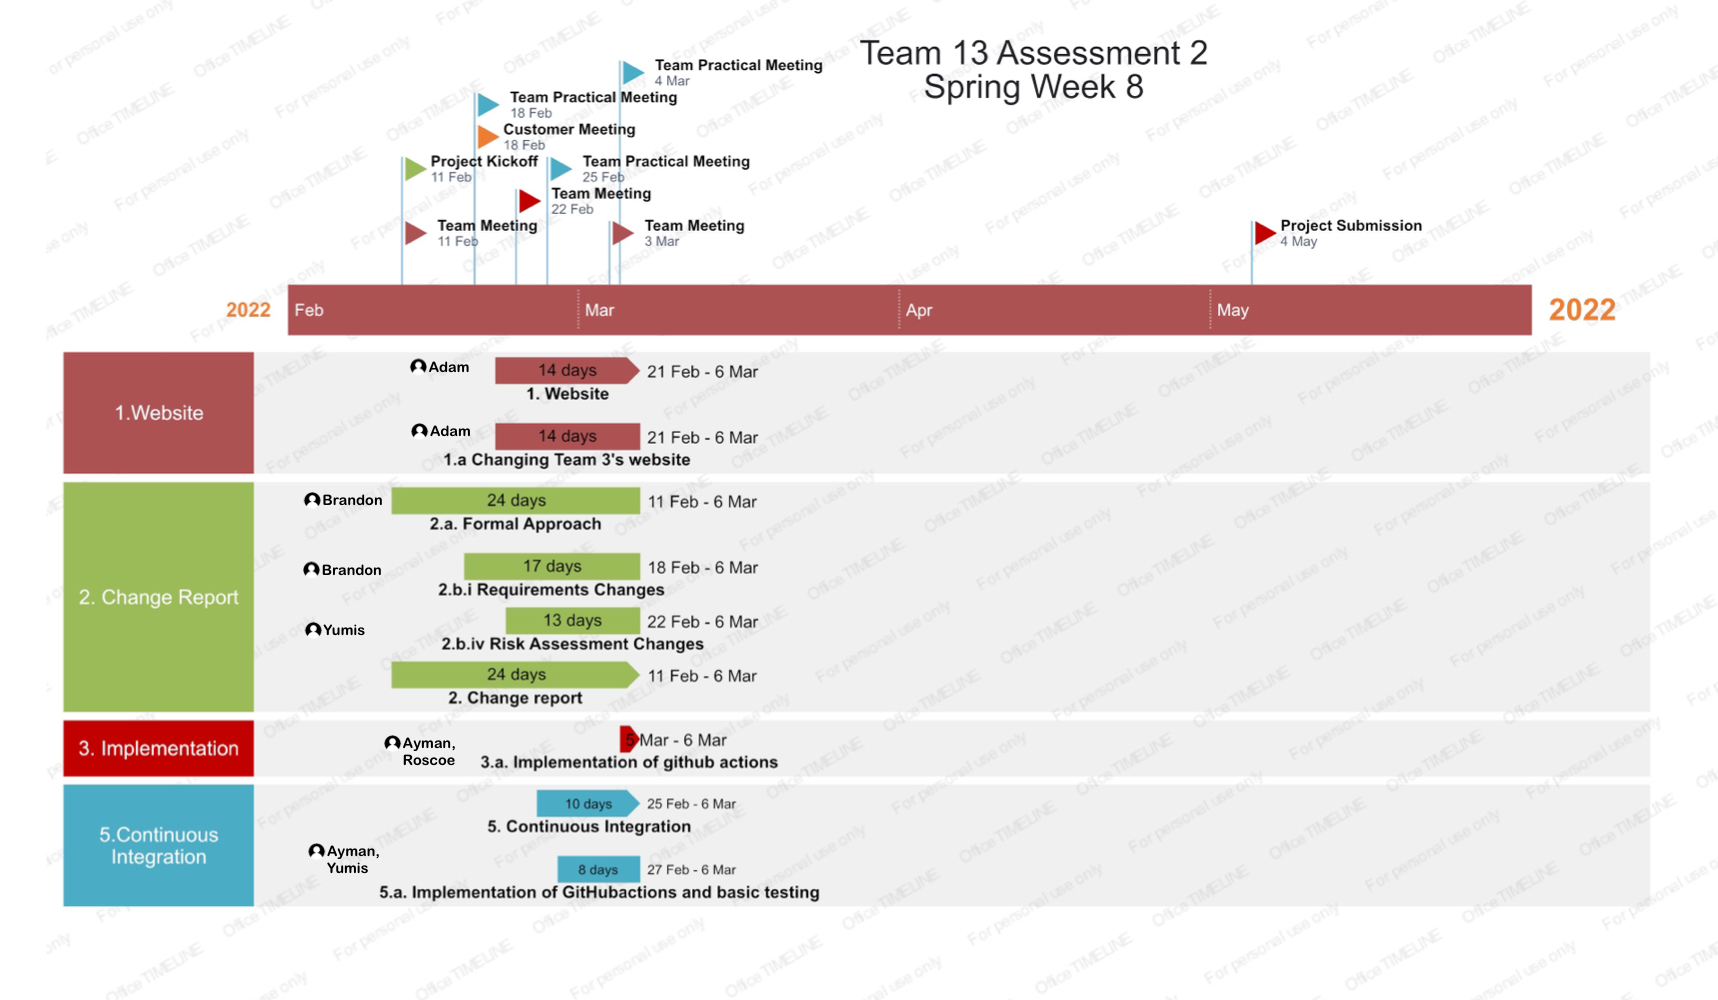 Team 13 Assessment 2
Spring Week 8
Team Practical Meeting
4 Mar
Team Practical Meeting
18 Feb
Customer Meeting
18 Feb
Project Kickoff
11 Feb
Team Practical Meeting
25 Feb
Team Meeting
22 Feb
Team Meeting
11 Feb
Team Meeting
3 Mar
Project Submission
4 May
2022
Feb
Mar
Apr
May
2022
1.Website
Adam
14 days
21 Feb - 6 Mar
1. Website
Adam
14 days
21 Feb - 6 Mar
1.a Changing Team 3's website
2. Change Report
Brandon
24 days
11 Feb - 6 Mar
2.a. Formal Approach
Brandon
17 days
18 Feb - 6 Mar
2.b.i Requirements Changes
Yumis
13 days
22 Feb - 6 Mar
2.b.iv Risk Assessment Changes
24 days
11 Feb - 6 Mar
2. Change report
3. Implementation
Ayman,
Roscoe
5 Mar - 6 Mar
3.a. Implementation of github actions
5.Continuous
Integration
10 days
25 Feb - 6 Mar
5. Continuous Integration
Ayman,
Yumis
8 days
27 Feb - 6 Mar
5.a. Implementation of GitHubactions and basic testing
Office TIMELINE
For personal use only